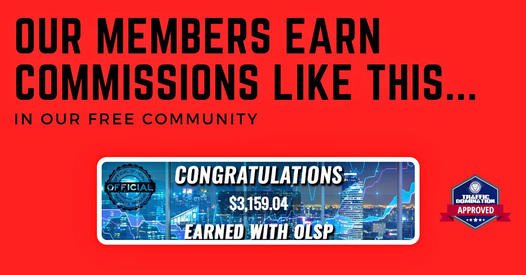 OUR MEMBERS EARN
COMMISSIONS LIKE THIS...
IN OUR FREE COMMUNITY
OFFICIAL
CONGRATULATIONS
$3,159.04
EARNED WITH OLSP
TRAFFIC
DOMINATION
APPROVED